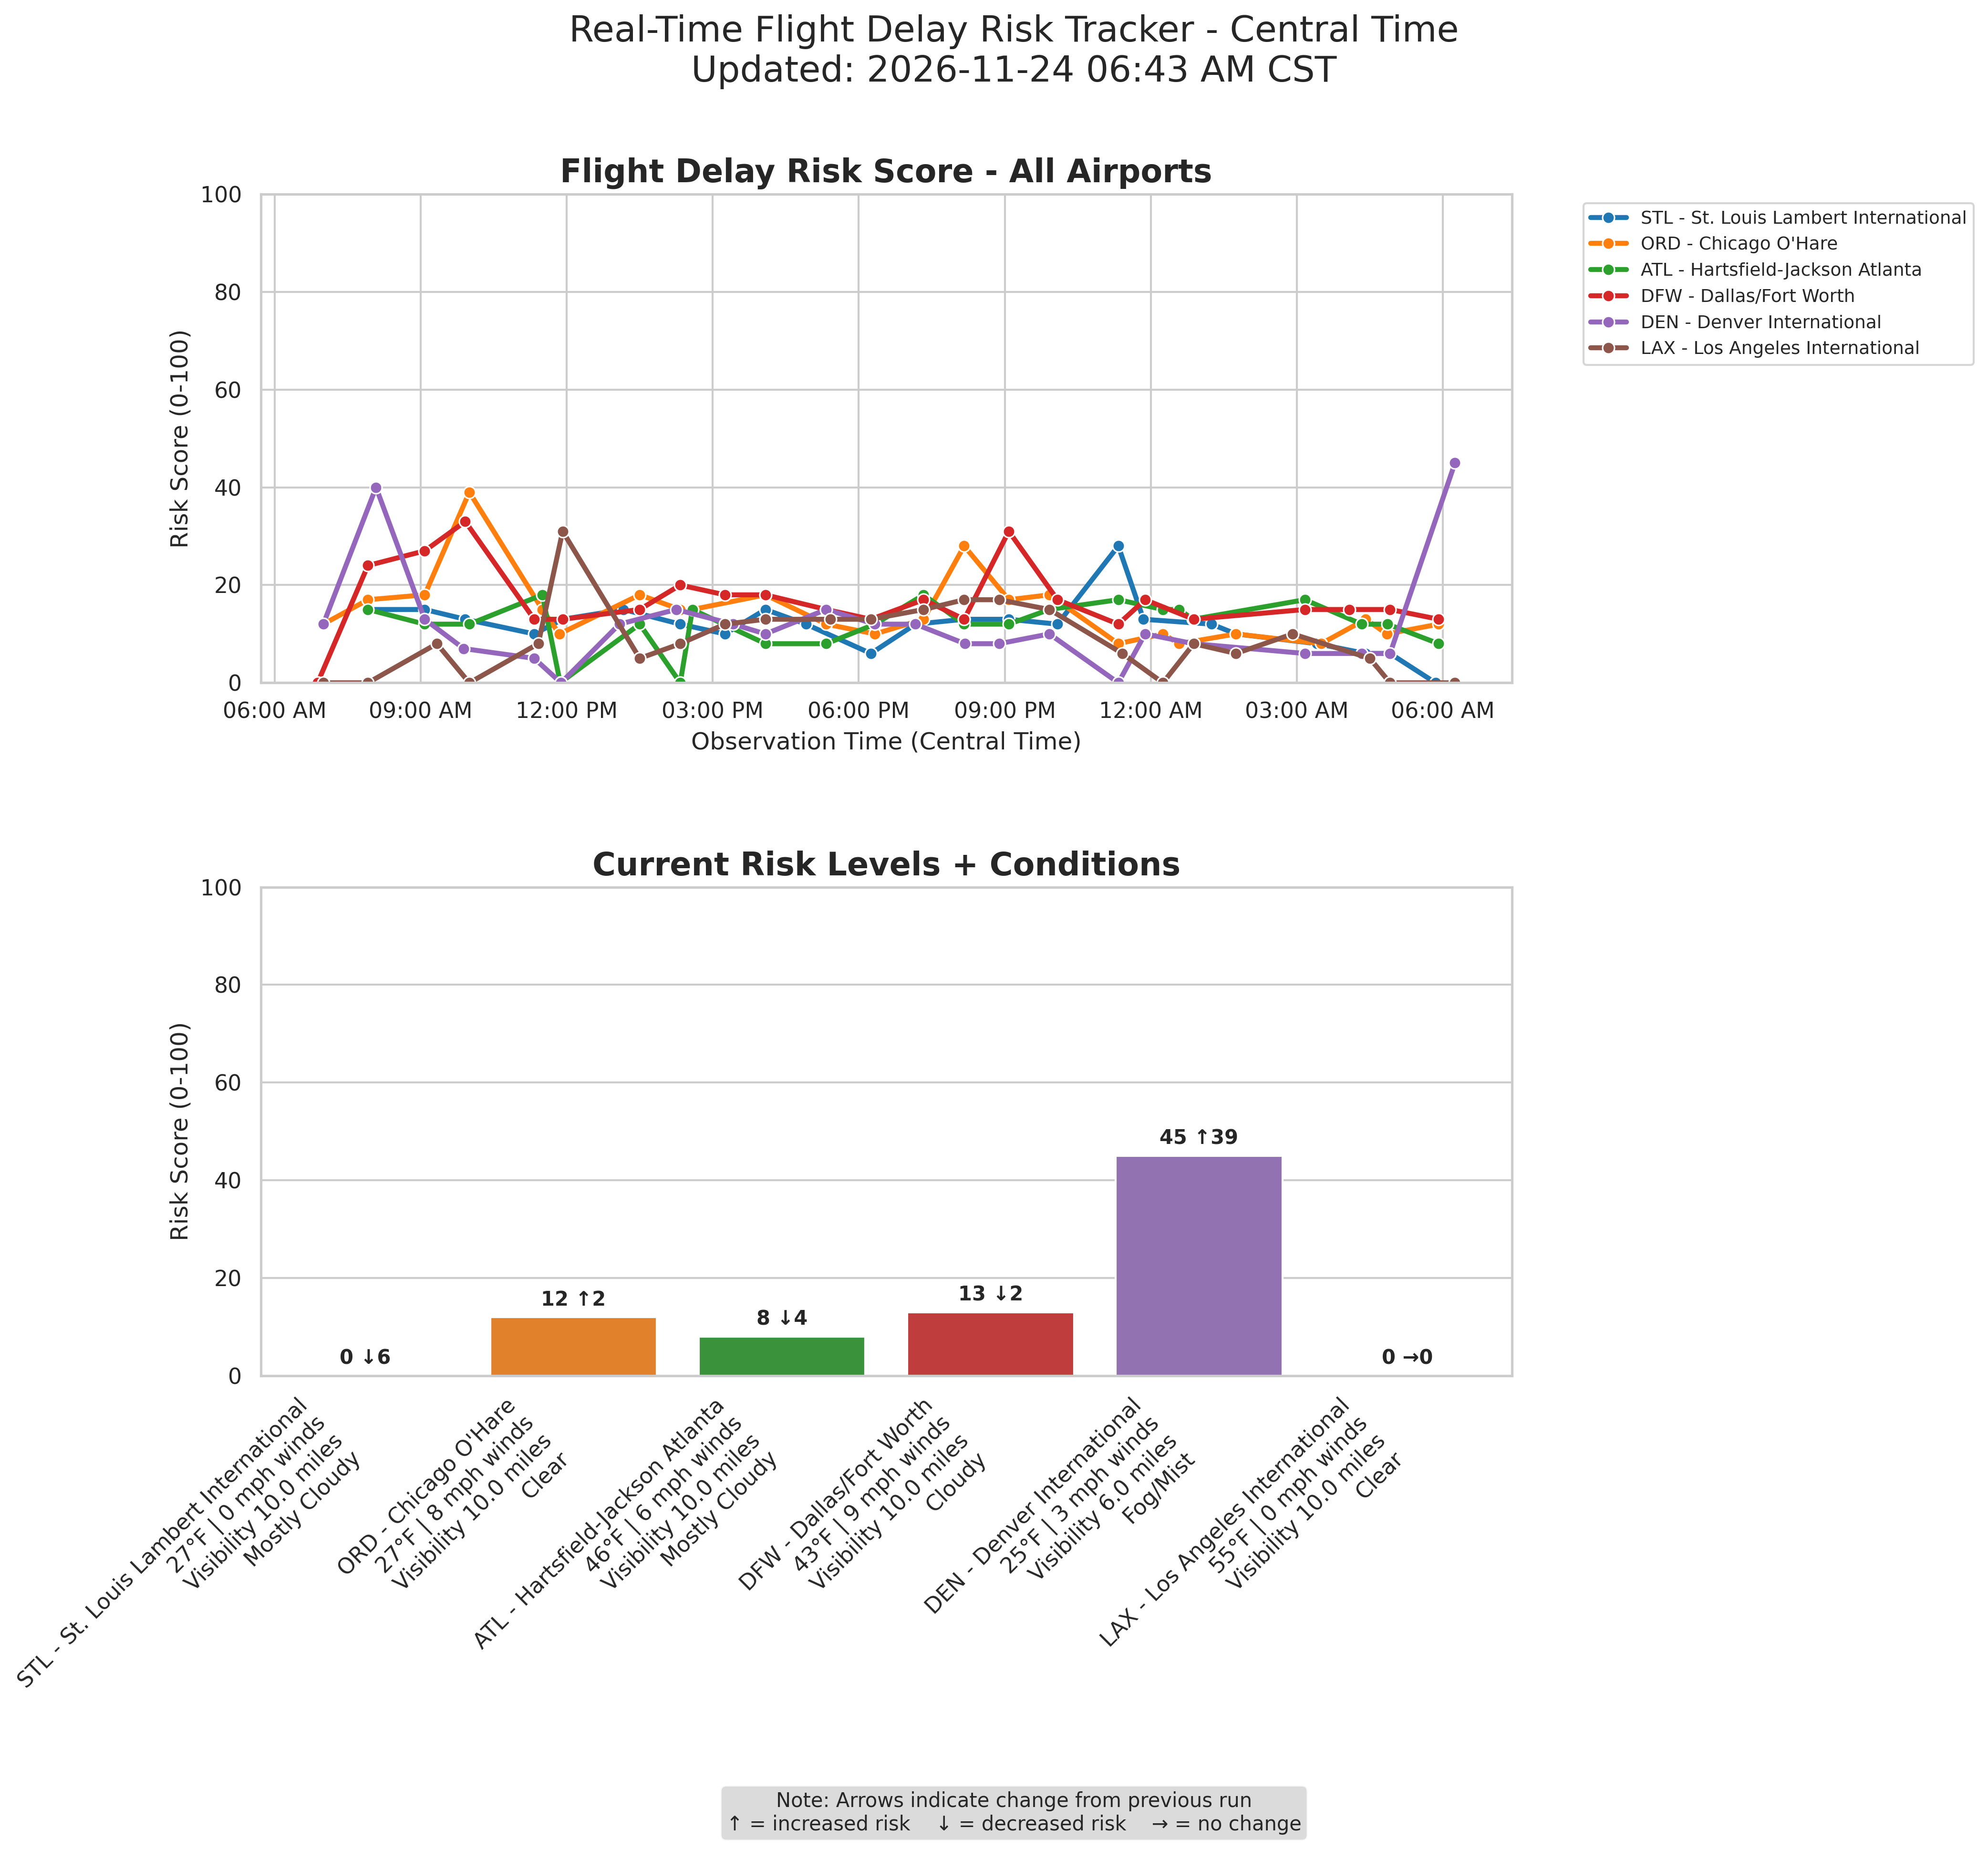 Real-Time Flight Delay Risk Tracker - Central Time
Updated: 2026-11-24 06:43 AM CST
Flight Delay Risk Score - All Airports
Risk Score (0-100)
100
80
60
40
20
0
06:00 AM
09:00 AM
12:00 PM
03:00 PM
06:00 PM
09:00 PM
12:00 AM
03:00 AM
06:00 AM
Observation Time (Central Time)
STL - St. Louis Lambert International
ORD - Chicago O'Hare
ATL - Hartsfield-Jackson Atlanta
DFW - Dallas/Fort Worth
DEN - Denver International
LAX - Los Angeles International
Current Risk Levels + Conditions
Risk Score (0-100)
100
80
60
40
20
0
0 ↓6
12 ↑2
8 ↓4
13 ↓2
45 ↑39
0 →0
STL - St. Louis Lambert International
27°F | 0 mph winds
Visibility 10.0 miles
Mostly Cloudy
ORD - Chicago O'Hare
27°F | 8 mph winds
Visibility 10.0 miles
Clear
ATL - Hartsfield-Jackson Atlanta
46°F | 6 mph winds
Visibility 10.0 miles
Mostly Cloudy
DFW - Dallas/Fort Worth
43°F | 9 mph winds
Visibility 10.0 miles
Cloudy
DEN - Denver International
25°F | 3 mph winds
Visibility 6.0 miles
Fog/Mist
LAX - Los Angeles International
55°F | 0 mph winds
Visibility 10.0 miles
Clear
Note: Arrows indicate change from previous run
↑ = increased risk    ↓ = decreased risk    → = no change